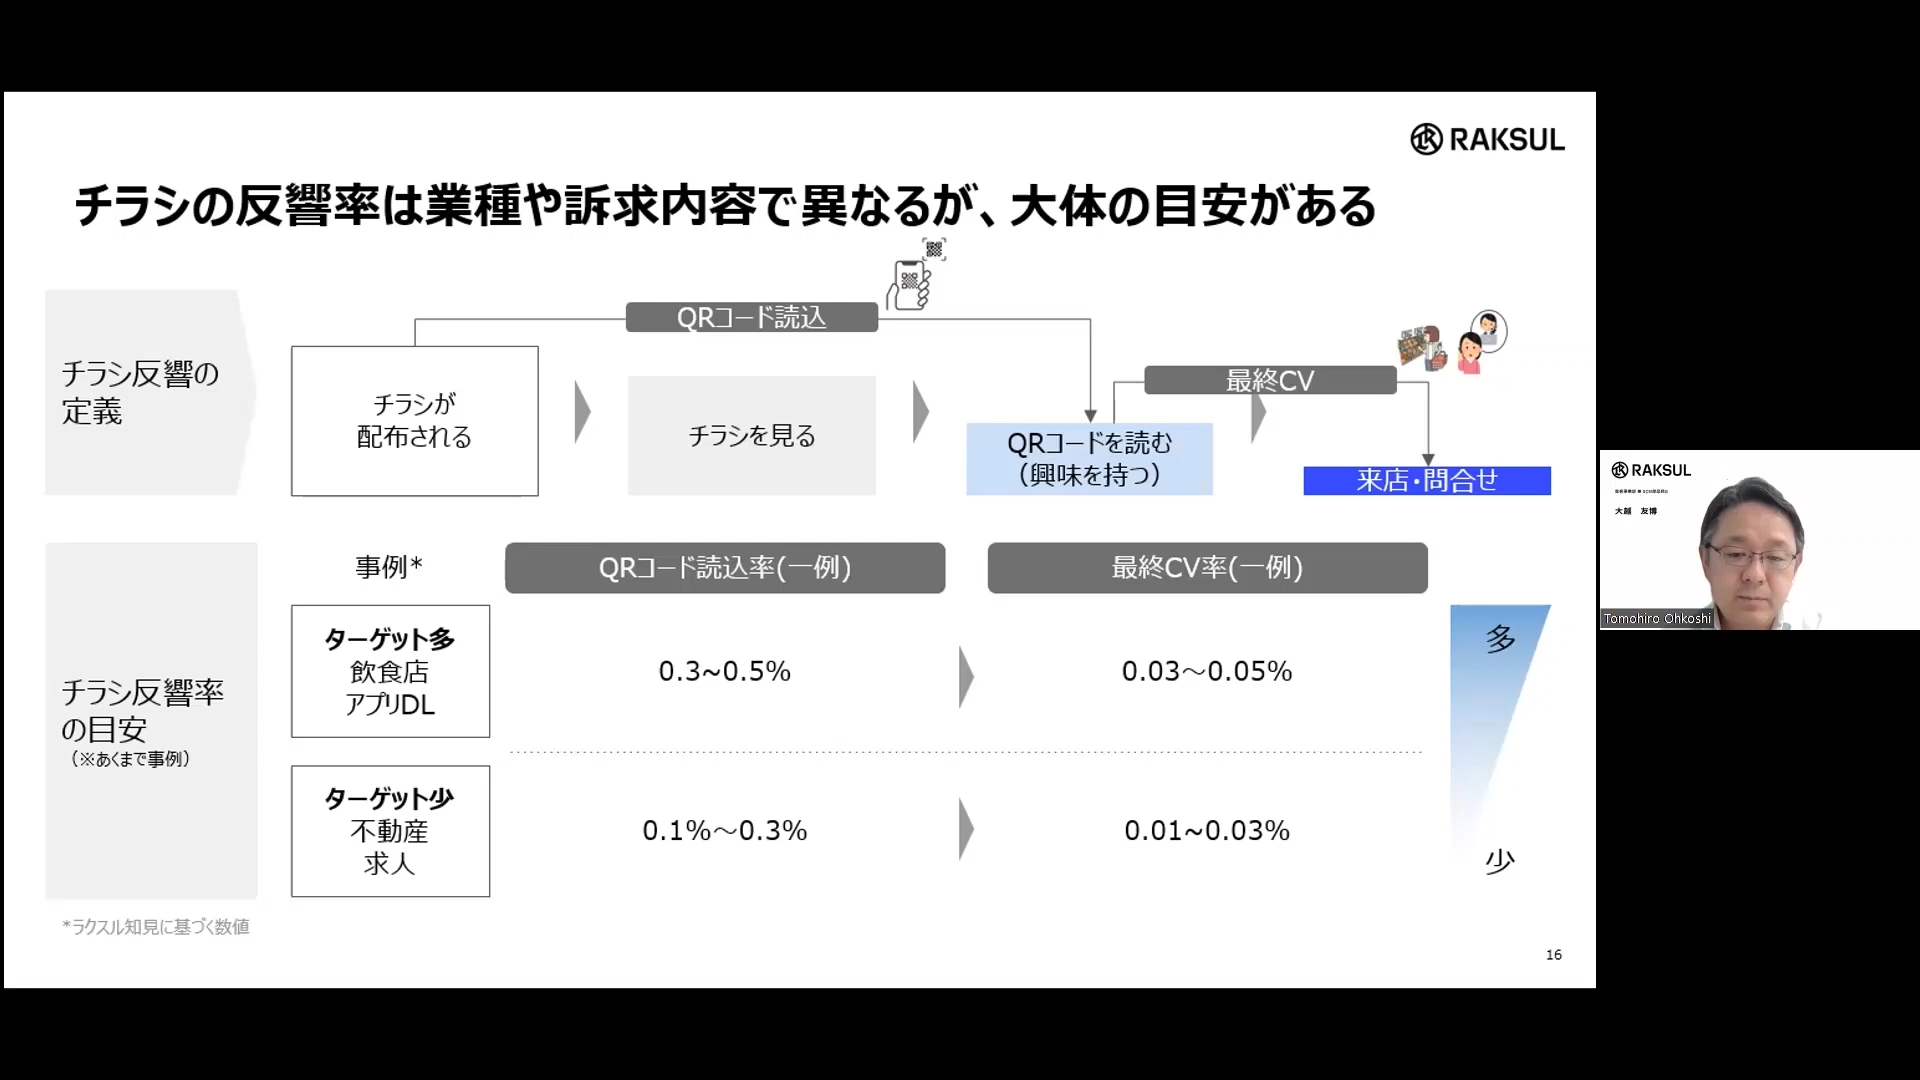 RAKSUL
チラシの反響率は業種や訴求内容で異なるが、大体の目安がある
チラシ反響の
定義
QRコード読込
チラシが
配布される
チラシを見る
最終CV
QRコードを読む
（興味を持つ）
来店・問合せ
チラシ反響率
の目安
（※あくまで事例）
事例*
QRコード読込率(一例)
最終CV率(一例)
ターゲット多
飲食店
アプリDL
0.3~0.5%
0.03～0.05%
ターゲット少
不動産
求人
0.1%～0.3%
0.01~0.03%
多
少
*ラクスル知見に基づく数値
16
RAKSUL
大越 友博
Tomohiro Ohkoshi